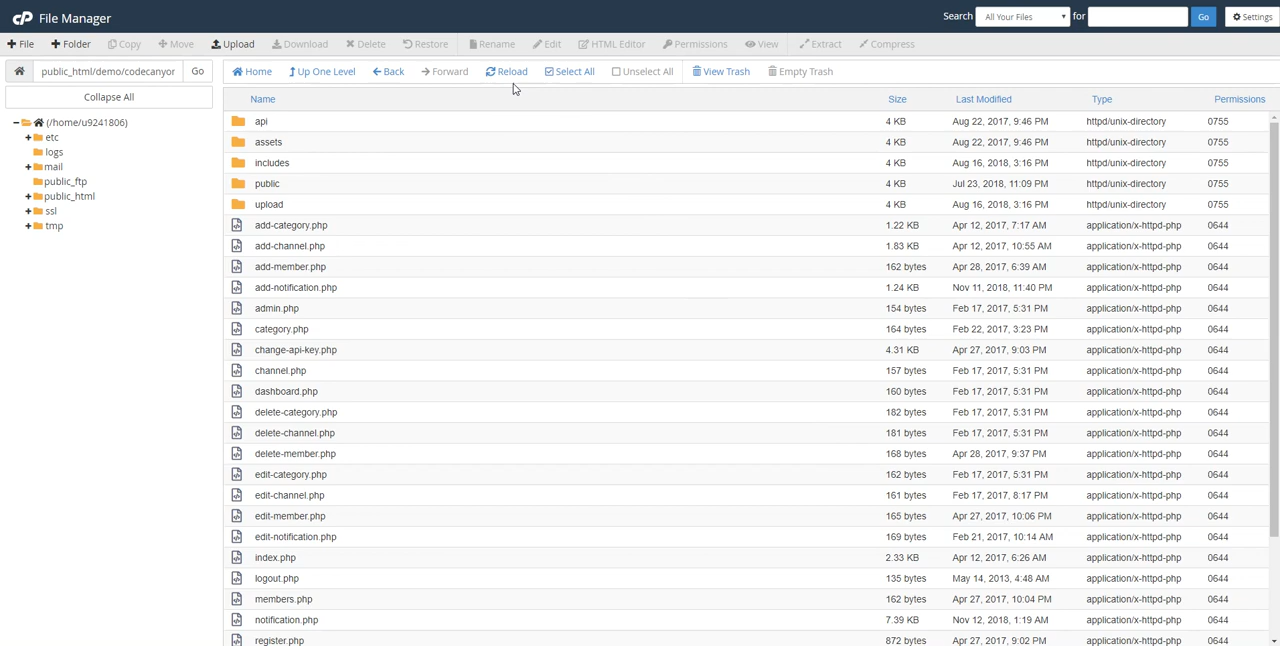 cP File Manager Search All Your Files for Go Settings
+ File + Folder Copy Move Upload Download Delete Restore Rename Edit HTML Editor Permissions View Extract Compress
public_html/demo/codecanyor Go Home Up One Level Back Forward Reload Select All Unselect All View Trash Empty Trash
Collapse All
Name Size Last Modified Type Permissions
(/home/u9241806)
etc
logs
mail
public_ftp
public_html
ssl
tmp
api 4 KB Aug 22, 2017, 9:46 PM httpd/unix-directory 0755
assets 4 KB Aug 22, 2017, 9:46 PM httpd/unix-directory 0755
includes 4 KB Aug 16, 2018, 3:16 PM httpd/unix-directory 0755
public 4 KB Jul 23, 2018, 11:09 PM httpd/unix-directory 0755
upload 4 KB Aug 16, 2018, 3:16 PM httpd/unix-directory 0755
add-category.php 1.22 KB Apr 12, 2017, 7:17 AM application/x-httpd-php 0644
add-channel.php 1.83 KB Apr 12, 2017, 10:55 AM application/x-httpd-php 0644
add-member.php 162 bytes Apr 28, 2017, 6:39 AM application/x-httpd-php 0644
add-notification.php 1.24 KB Nov 11, 2018, 11:40 PM application/x-httpd-php 0644
admin.php 154 bytes Feb 17, 2017, 5:31 PM application/x-httpd-php 0644
category.php 164 bytes Feb 22, 2017, 3:23 PM application/x-httpd-php 0644
change-api-key.php 4.31 KB Apr 27, 2017, 9:03 PM application/x-httpd-php 0644
channel.php 157 bytes Feb 17, 2017, 5:31 PM application/x-httpd-php 0644
dashboard.php 160 bytes Feb 17, 2017, 5:31 PM application/x-httpd-php 0644
delete-category.php 182 bytes Feb 17, 2017, 5:31 PM application/x-httpd-php 0644
delete-channel.php 181 bytes Feb 17, 2017, 5:31 PM application/x-httpd-php 0644
delete-member.php 168 bytes Apr 28, 2017, 9:37 PM application/x-httpd-php 0644
edit-category.php 162 bytes Feb 17, 2017, 5:31 PM application/x-httpd-php 0644
edit-channel.php 161 bytes Feb 17, 2017, 8:17 PM application/x-httpd-php 0644
edit-member.php 165 bytes Apr 27, 2017, 10:06 PM application/x-httpd-php 0644
edit-notification.php 169 bytes Feb 21, 2017, 10:14 AM application/x-httpd-php 0644
index.php 2.33 KB Apr 12, 2017, 6:26 AM application/x-httpd-php 0644
logout.php 135 bytes May 14, 2013, 4:48 AM application/x-httpd-php 0644
members.php 162 bytes Apr 27, 2017, 10:04 PM application/x-httpd-php 0644
notification.php 7.39 KB Nov 12, 2018, 1:19 AM application/x-httpd-php 0644
register.php 872 bytes Apr 27, 2017, 9:02 PM application/x-httpd-php 0644